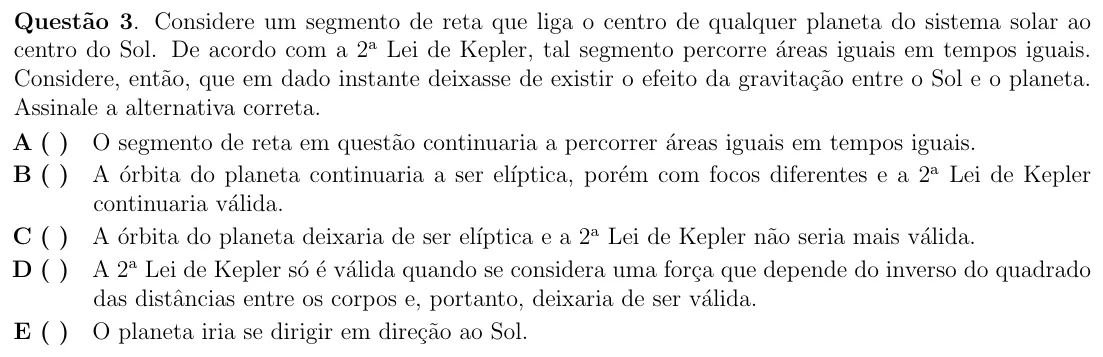 Questão 3. Considere um segmento de reta que liga o centro de qualquer planeta do sistema solar ao
centro do Sol. De acordo com a 2ª Lei de Kepler, tal segmento percorre áreas iguais em tempos iguais.
Considere, então, que em dado instante deixasse de existir o efeito da gravitação entre o Sol e o planeta.
Assinale a alternativa correta.
A ( ) O segmento de reta em questão continuaria a percorrer áreas iguais em tempos iguais.
B ( ) A órbita do planeta continuaria a ser elíptica, porém com focos diferentes e a 2ª Lei de Kepler
continuaria válida.
C ( ) A órbita do planeta deixaria de ser elíptica e a 2ª Lei de Kepler não seria mais válida.
D ( ) A 2ª Lei de Kepler só é válida quando se considera uma força que depende do inverso do quadrado
das distâncias entre os corpos e, portanto, deixaria de ser válida.
E ( ) O planeta iria se dirigir em direção ao Sol.